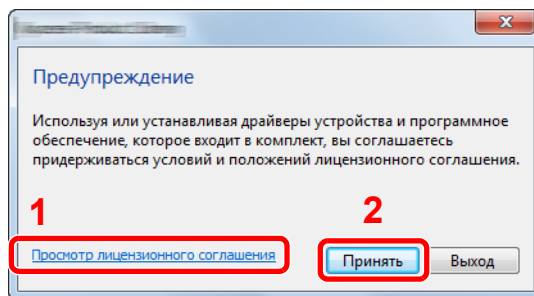 Предупреждение
Используя или устанавливая драйверы устройства и программное
обеспечение, которое входит в комплект, вы соглашаетесь
придерживаться условий и положений лицензионного соглашения.
1
2
Просмотр лицензионного соглашения
Принять
Выход